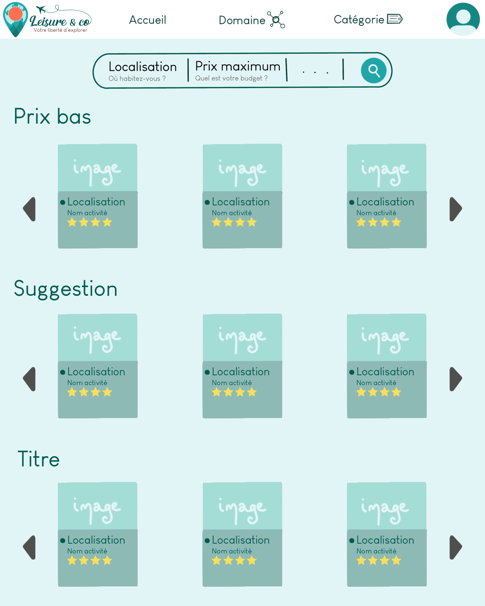 Leisure & co
Votre liberté d'explorer
Accueil
Domaine
Catégorie
Localisation
Où habitez-vous ?
Prix maximum
Quel est votre budget ?
. . .
Prix bas
image
image
image
Localisation
Nom activité
Localisation
Nom activité
Localisation
Nom activité
Suggestion
image
image
image
Localisation
Nom activité
Localisation
Nom activité
Localisation
Nom activité
Titre
image
image
image
Localisation
Nom activité
Localisation
Nom activité
Localisation
Nom activité